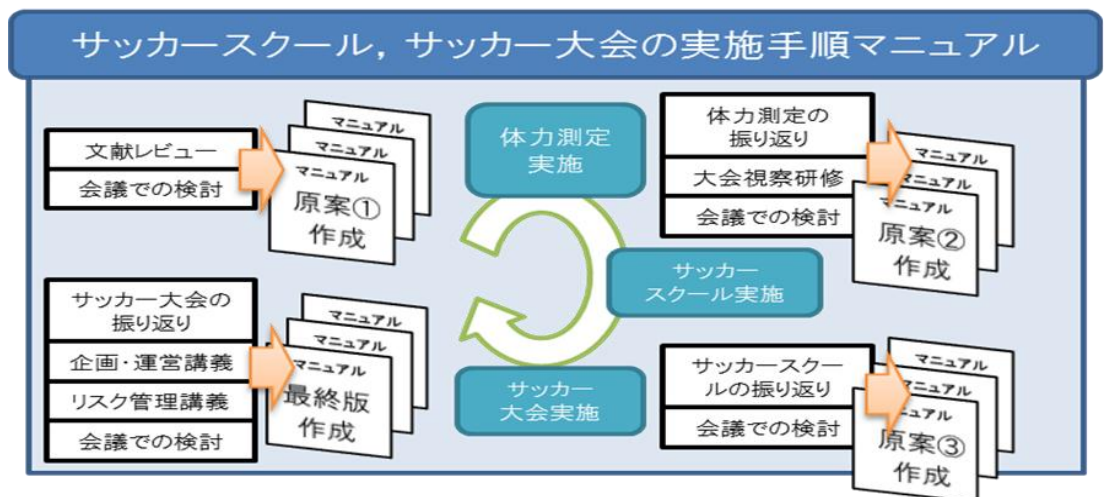 サッカースクール，サッカー大会の実施手順マニュアル
文献レビュー
会議での検討
マニュアル
マニュアル
マニュアル
原案①
作成
体力測定
実施
体力測定の
振り返り
大会視察研修
会議での検討
マニュアル
マニュアル
マニュアル
原案②
作成
サッカー
スクール実施
サッカースクー
ルの振り返り
会議での検討
マニュアル
マニュアル
マニュアル
原案③
作成
サッカー
大会実施
サッカー大会の
振り返り
企画・運営講義
リスク管理講義
会議での検討
マニュアル
マニュアル
マニュアル
最終版
作成